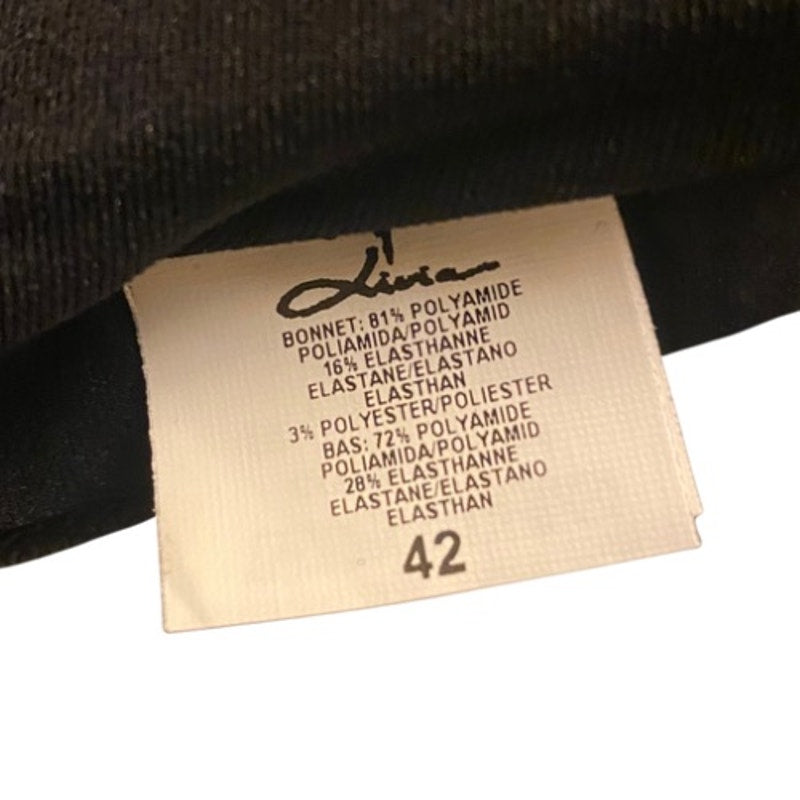 Livia
BONNET: 81% POLYAMIDE
POLIAMIDA/POLYAMID
16% ELASTHANNE
ELASTANE/ELASTANO
ELASTHAN
3% POLYESTER/POLIESTER
BAS: 72% POLYAMIDE
POLIAMIDA/POLYAMID
28% ELASTHANNE
ELASTANE/ELASTANO
ELASTHAN
42